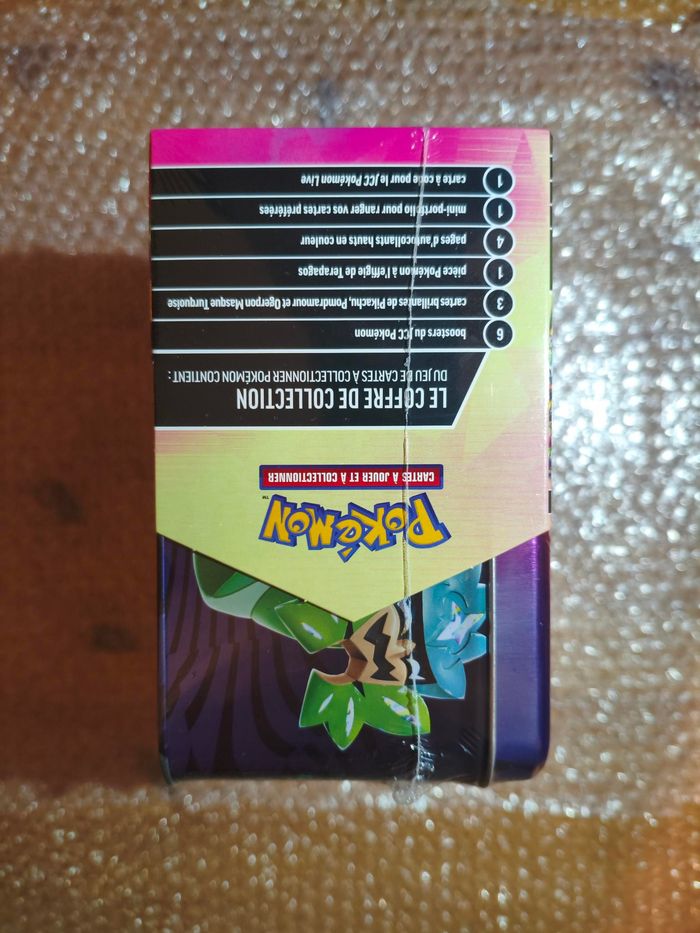 POKéMON™
CARTES À JOUER ET À COLLECTIONNER
LE COFFRE DE COLLECTION
DU JEU DE CARTES À COLLECTIONNER POKÉMON CONTIENT :
6 boosters du JCC Pokémon
3 cartes brillantes de Pikachu, Pomdramour et Ogerpon Masque Turquoise
1 pièce Pokémon à l'effigie de Terapagos
4 pages d'autocollants hauts en couleur
1 mini-portfolio pour ranger vos cartes préférées
1 carte à code pour le JCC Pokémon Live